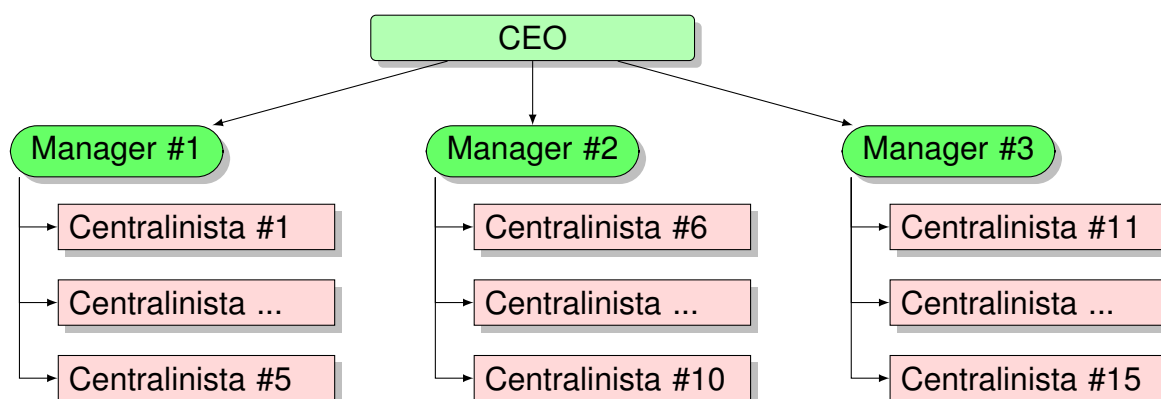 CEO
Manager #1
Manager #2
Manager #3
Centralinista #1
Centralinista #6
Centralinista #11
Centralinista ...
Centralinista ...
Centralinista ...
Centralinista #5
Centralinista #10
Centralinista #15